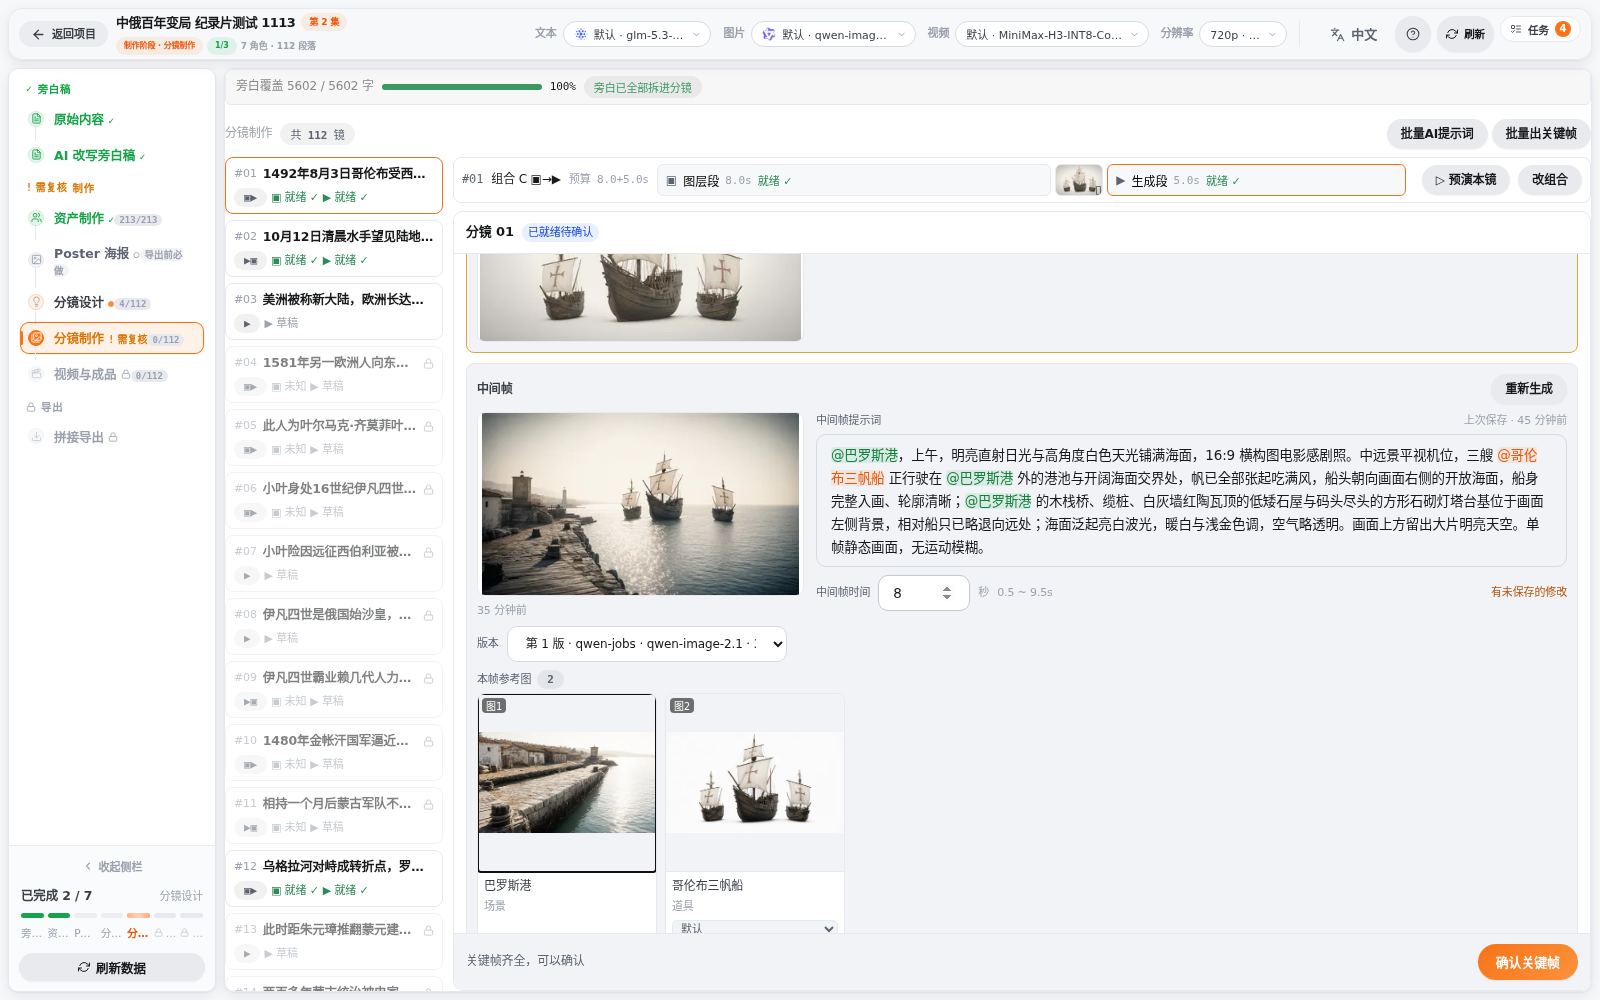 返回项目
中俄百年变局 纪录片测试 1113 第 2 集
制作阶段 · 分镜制作 1/3 7 角色 · 112 段落
文本 默认 · glm-5.3-...
图片 默认 · qwen-imag...
视频 默认 · MiniMax-H3-INT8-Co...
分辨率 720p · ...
中文
刷新
任务 4
✓ 旁白稿
原始内容 ✓
AI 改写旁白稿 ✓
! 需复核 制作
资产制作 ✓ 213/213
Poster 海报 ○ 导出前必做
分镜设计 ● 4/112
分镜制作 ! 需复核 0/112
视频与成品 0/112
导出
拼接导出
收起侧栏
已完成 2 / 7 分镜设计
旁... 资... P... 分... 分... ... ...
刷新数据
旁白覆盖 5602 / 5602 字 100% 旁白已全部拆进分镜
分镜制作 共 112 镜
批量AI提示词 批量出关键帧
#01 1492年8月3日哥伦布受西...
▣ 就绪 ✓ ▶ 就绪 ✓
#02 10月12日清晨水手望见陆地...
▣ 就绪 ✓ ▶ 就绪 ✓
#03 美洲被称新大陆，欧洲长达...
▶ 草稿
#04 1581年另一欧洲人向东...
▣ 未知 ▶ 草稿
#05 此人为叶尔马克·齐莫菲叶...
▣ 未知 ▶ 草稿
#06 小叶身处16世纪伊凡四世...
▣ 未知 ▶ 草稿
#07 小叶险因远征西伯利亚被...
▶ 草稿
#08 伊凡四世是俄国始沙皇，...
▶ 草稿
#09 伊凡四世霸业赖几代人力...
▣ 未知 ▶ 草稿
#10 1480年金帐汗国军逼近...
▣ 未知 ▶ 草稿
#11 相持一个月后蒙古军队不...
▣ 未知 ▶ 草稿
#12 乌格拉河对峙成转折点，罗...
▣ 就绪 ✓ ▶ 就绪 ✓
#13 此时距朱元璋推翻蒙元建...
▶ 草稿
#01 组合 C ▣→▶ 预算 8.0+5.0s
▣ 图层段 8.0s 就绪 ✓
▶ 生成段 5.0s 就绪 ✓
▷ 预演本镜 改组合
分镜 01 已就绪待确认
中间帧 重新生成
35 分钟前
中间帧提示词 上次保存 · 45 分钟前
@巴罗斯港，上午，明亮直射日光与高角度白色天光铺满海面，16:9 横构图电影感剧照。中远景平视机位，三艘 @哥伦
布三帆船 正行驶在 @巴罗斯港 外的港池与开阔海面交界处，帆已全部张起吃满风，船头朝向画面右侧的开放海面，船身
完整入画、轮廓清晰；@巴罗斯港 的木栈桥、缆桩、白灰墙红陶瓦顶的低矮石屋与码头尽头的方形石砌灯塔台基位于画面
左侧背景，相对船只已略退向远处；海面泛起亮白波光，暖白与浅金色调，空气略透明。画面上方留出大片明亮天空。单
帧静态画面，无运动模糊。
中间帧时间 8 秒 0.5 ~ 9.5s 有未保存的修改
版本 第 1 版 · qwen-jobs · qwen-image-2.1 ·
本帧参考图 2
图1
巴罗斯港
场景
图2
哥伦布三帆船
道具
默认
关键帧齐全，可以确认
确认关键帧